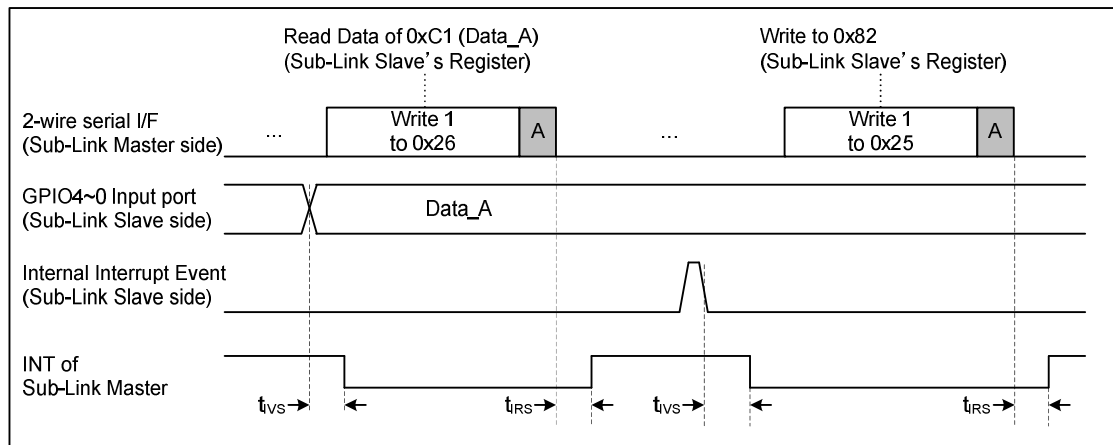 Read Data of 0xC1 (Data_A)
(Sub-Link Slave's Register)
Write to 0x82
(Sub-Link Slave's Register)
2-wire serial I/F
(Sub-Link Master side)
...
Write 1
to 0x26
A
...
Write 1
to 0x25
A
GPIO4~0 Input port
(Sub-Link Slave side)
Data_A
Internal Interrupt Event
(Sub-Link Slave side)
INT of
Sub-Link Master
tIVS
tIRS
tIVS
tIRS